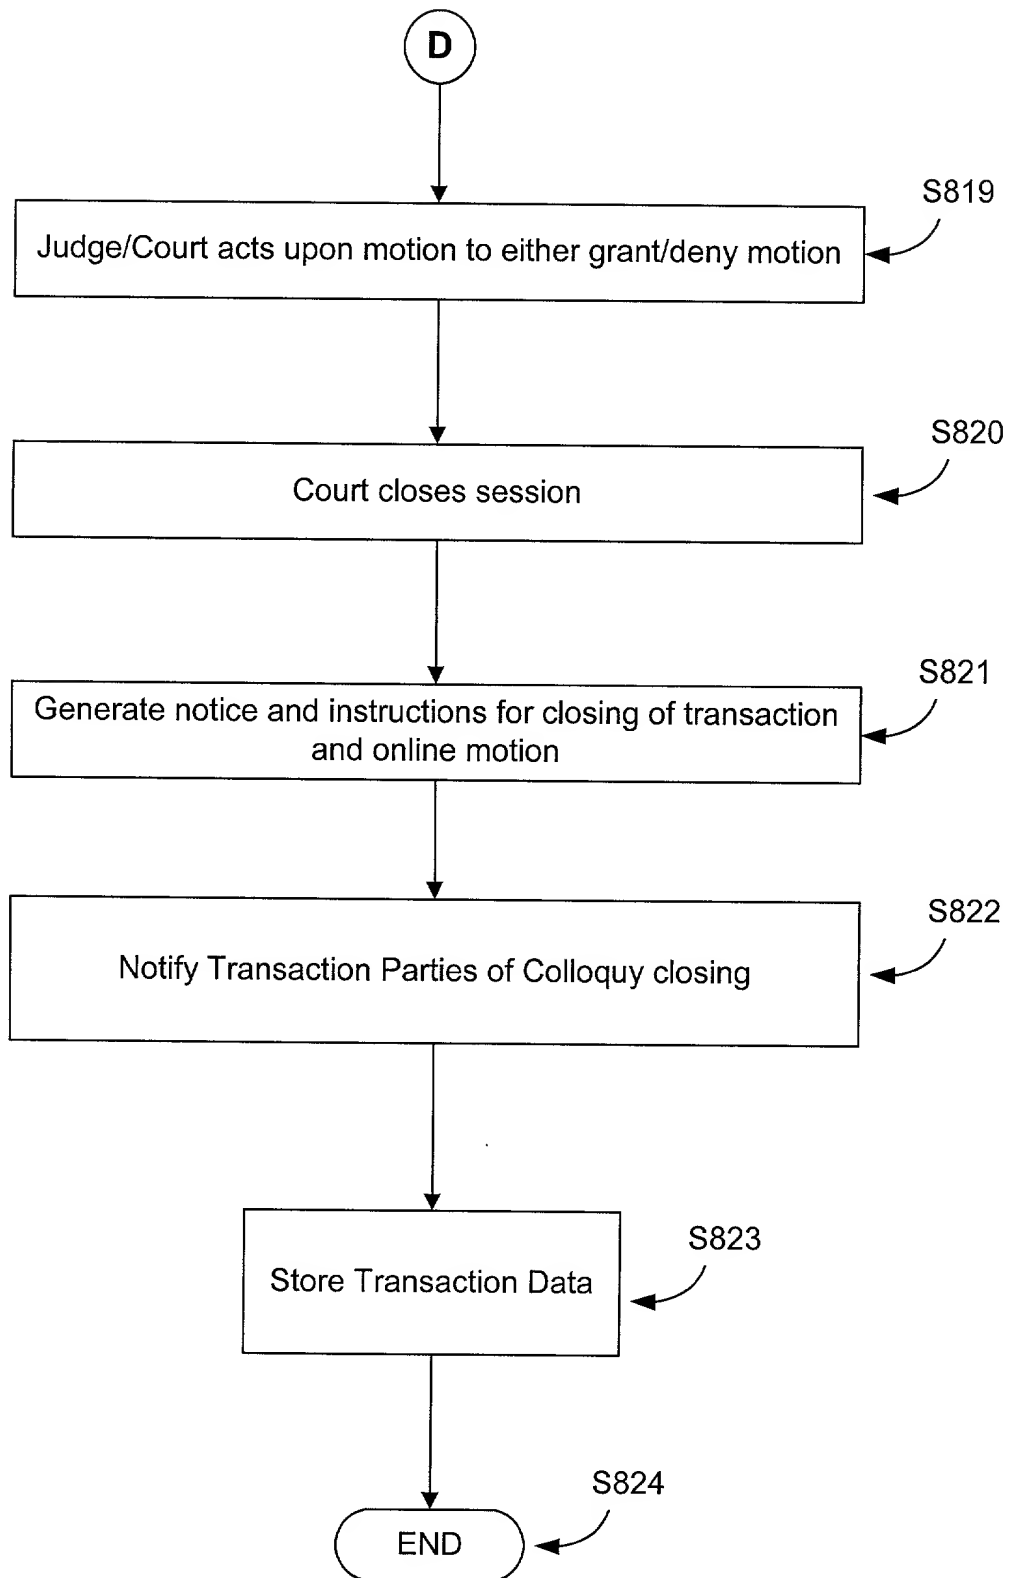 D
S819
Judge/Court acts upon motion to either grant/deny motion
S820
Court closes session
S821
Generate notice and instructions for closing of transaction
and online motion
S822
Notify Transaction Parties of Colloquy closing
S823
Store Transaction Data
S824
END